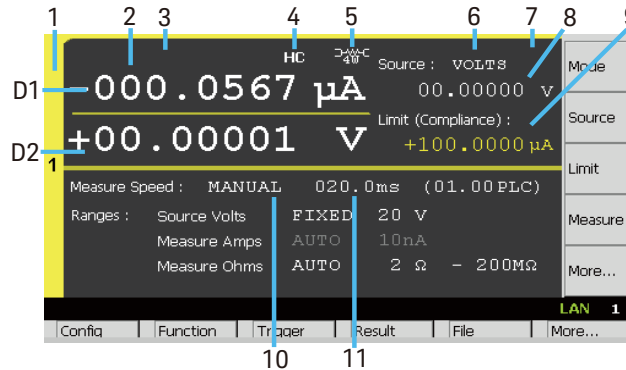 1 2 3 4 5 6 7 8 9
HC 4W
Source : VOLTS
Mode
D1 -000.0567 µA
00.00000 V
Source
Limit (Compliance) :
D2 +00.00001 V
+100.0000 µA
1
Limit
Measure Speed : MANUAL 020.0ms (01.00 PLC)
Ranges : Source Volts FIXED 20 V
Measure
Measure Amps AUTO 10nA
Measure Ohms AUTO 2 Ω - 200MΩ
More...
LAN 1
Config Function Trigger Result File More...
10 11